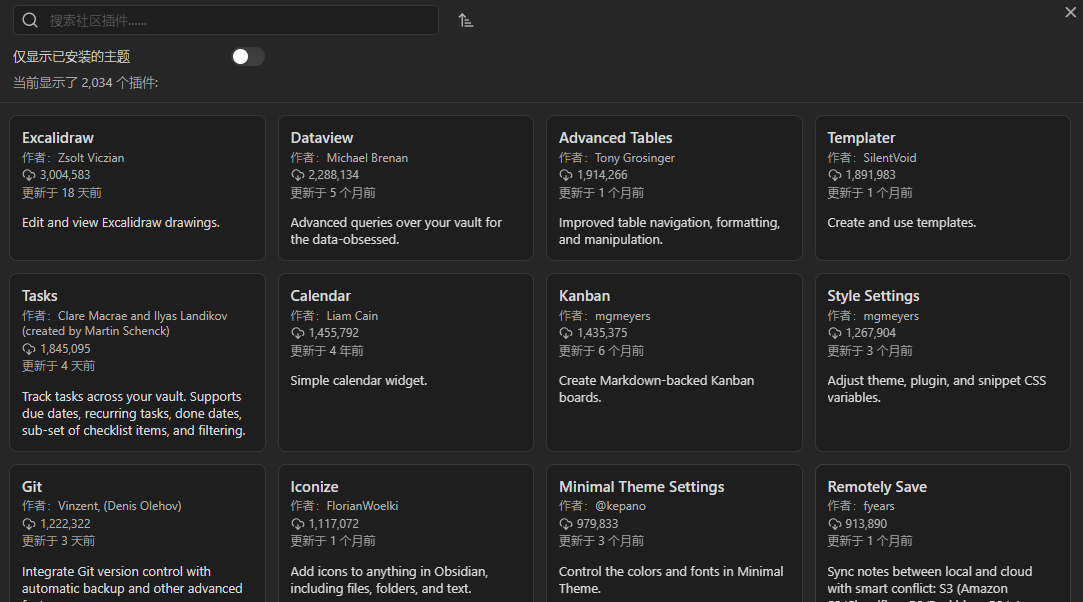 搜索社区插件......
仅显示已安装的主题
当前显示了 2,034 个插件:
Excalidraw
作者：Zsolt Viczian
3,004,583
更新于 18 天前
Edit and view Excalidraw drawings.
Dataview
作者：Michael Brenan
2,288,134
更新于 5 个月前
Advanced queries over your vault for
the data-obsessed.
Advanced Tables
作者：Tony Grosinger
1,914,266
更新于 1 个月前
Improved table navigation, formatting,
and manipulation.
Templater
作者：SilentVoid
1,891,983
更新于 1 个月前
Create and use templates.
Tasks
作者：Clare Macrae and Ilyas Landikov
(created by Martin Schenck)
1,845,095
更新于 4 天前
Track tasks across your vault. Supports
due dates, recurring tasks, done dates,
sub-set of checklist items, and filtering.
Calendar
作者：Liam Cain
1,455,792
更新于 4 年前
Simple calendar widget.
Kanban
作者：mgmeyers
1,435,375
更新于 6 个月前
Create Markdown-backed Kanban
boards.
Style Settings
作者：mgmeyers
1,267,904
更新于 3 个月前
Adjust theme, plugin, and snippet CSS
variables.
Git
作者：Vinzent, (Denis Olehov)
1,222,322
更新于 3 天前
Integrate Git version control with
automatic backup and other advanced
Iconize
作者：FlorianWoelki
1,117,072
更新于 1 个月前
Add icons to anything in Obsidian,
including files, folders, and text.
Minimal Theme Settings
作者：@kepano
979,833
更新于 3 个月前
Control the colors and fonts in Minimal
Theme.
Remotely Save
作者：fyears
913,890
更新于 1 个月前
Sync notes between local and cloud
with smart conflict: S3 (Amazon